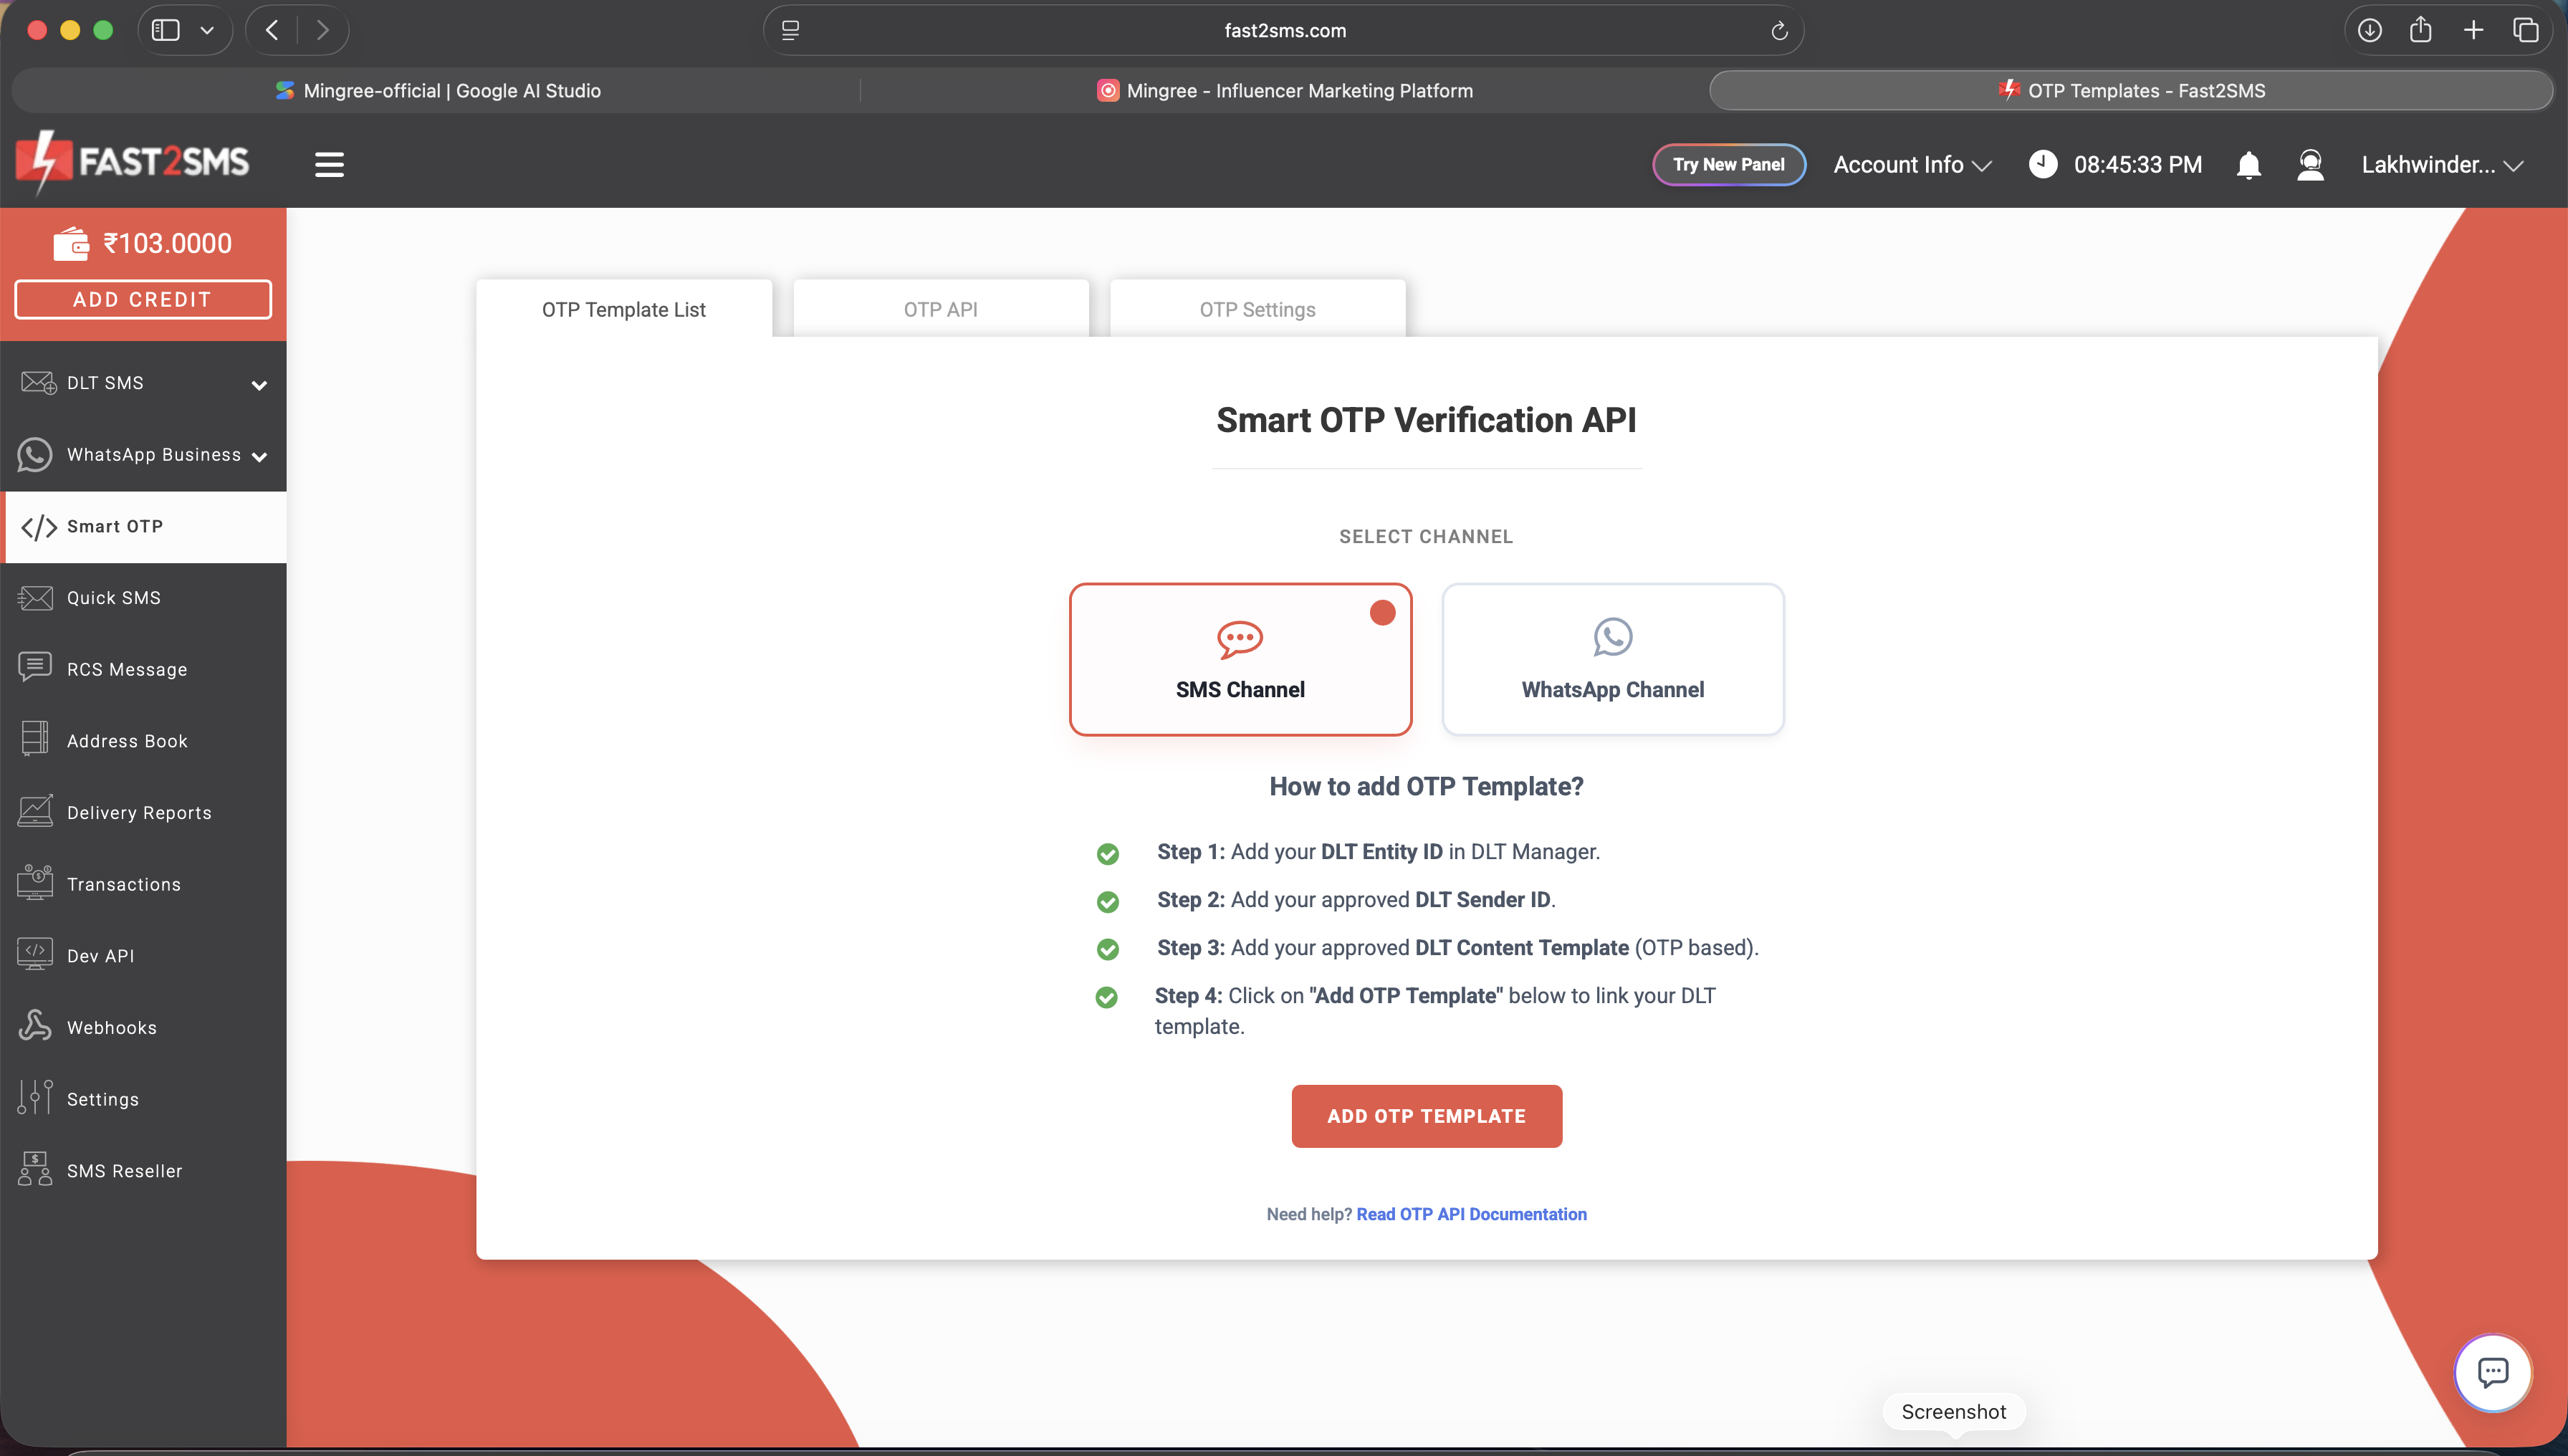 fast2sms.com
Mingree-official | Google AI Studio
Mingree - Influencer Marketing Platform
OTP Templates - Fast2SMS
FAST2SMS
Try New Panel
Account Info
08:45:33 PM
Lakhwinder...
₹103.0000
ADD CREDIT
DLT SMS
WhatsApp Business
Smart OTP
Quick SMS
RCS Message
Address Book
Delivery Reports
Transactions
Dev API
Webhooks
Settings
SMS Reseller
OTP Template List
OTP API
OTP Settings
Smart OTP Verification API
SELECT CHANNEL
SMS Channel
WhatsApp Channel
How to add OTP Template?
Step 1: Add your DLT Entity ID in DLT Manager.
Step 2: Add your approved DLT Sender ID.
Step 3: Add your approved DLT Content Template (OTP based).
Step 4: Click on "Add OTP Template" below to link your DLT
template.
ADD OTP TEMPLATE
Need help? Read OTP API Documentation
Screenshot